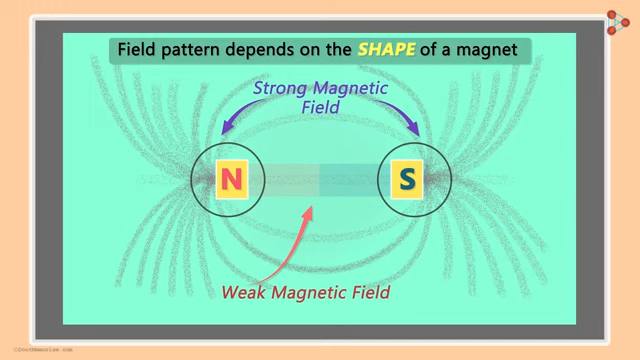 Field pattern depends on the SHAPE of a magnet
Strong Magnetic
Field
N
S
Weak Magnetic Field